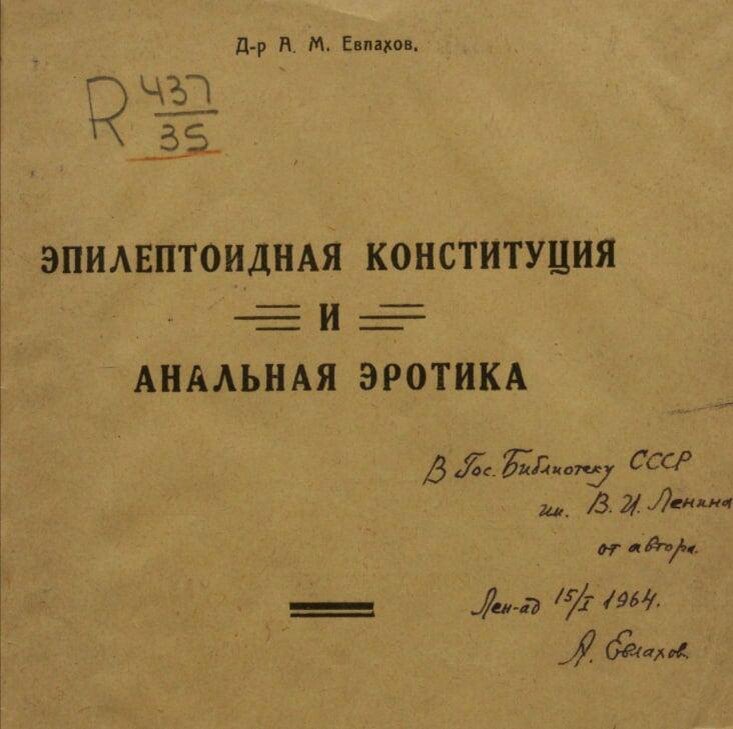 Д-р А. М. Евлахов.
R 437
35
ЭПИЛЕПТОИДНАЯ КОНСТИТУЦИЯ
И
АНАЛЬНАЯ ЭРОТИКА
В Гос. Библиотеку СССР
им. В. И. Ленина
от автора.
Лен-ад 15/I 1964.
А. Евлахов.